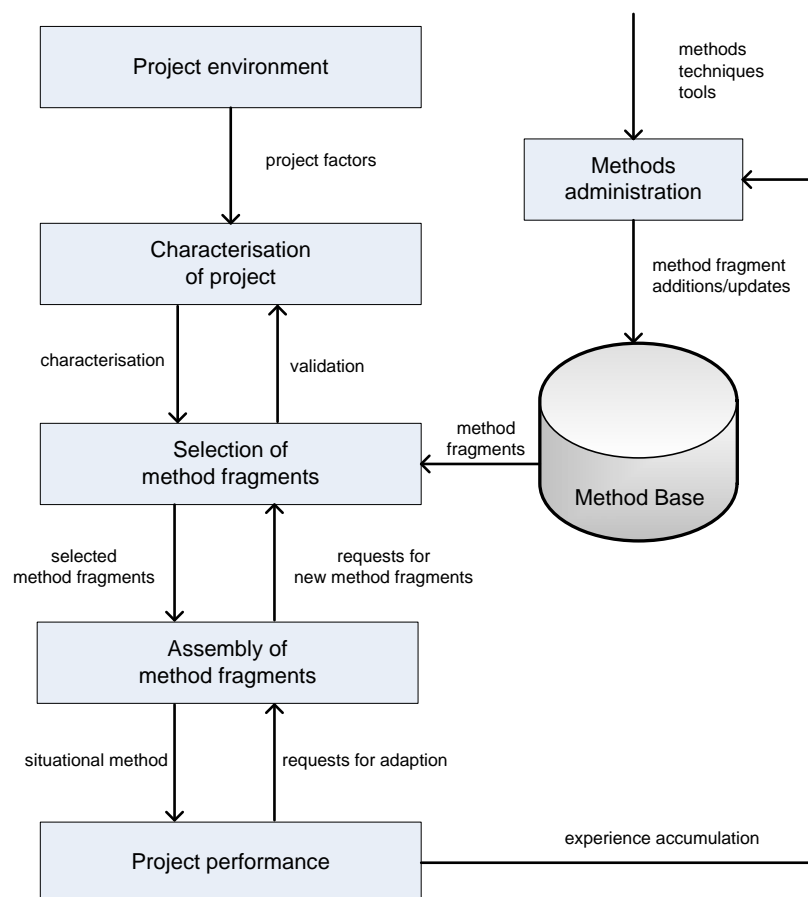 Project environment
methods
techniques
tools
project factors
Methods
administration
Characterisation
of project
method fragment
additions/updates
characterisation
validation
Selection of
method fragments
method
fragments
Method Base
selected
method fragments
requests for
new method fragments
Assembly of
method fragments
situational method
requests for adaption
Project performance
experience accumulation